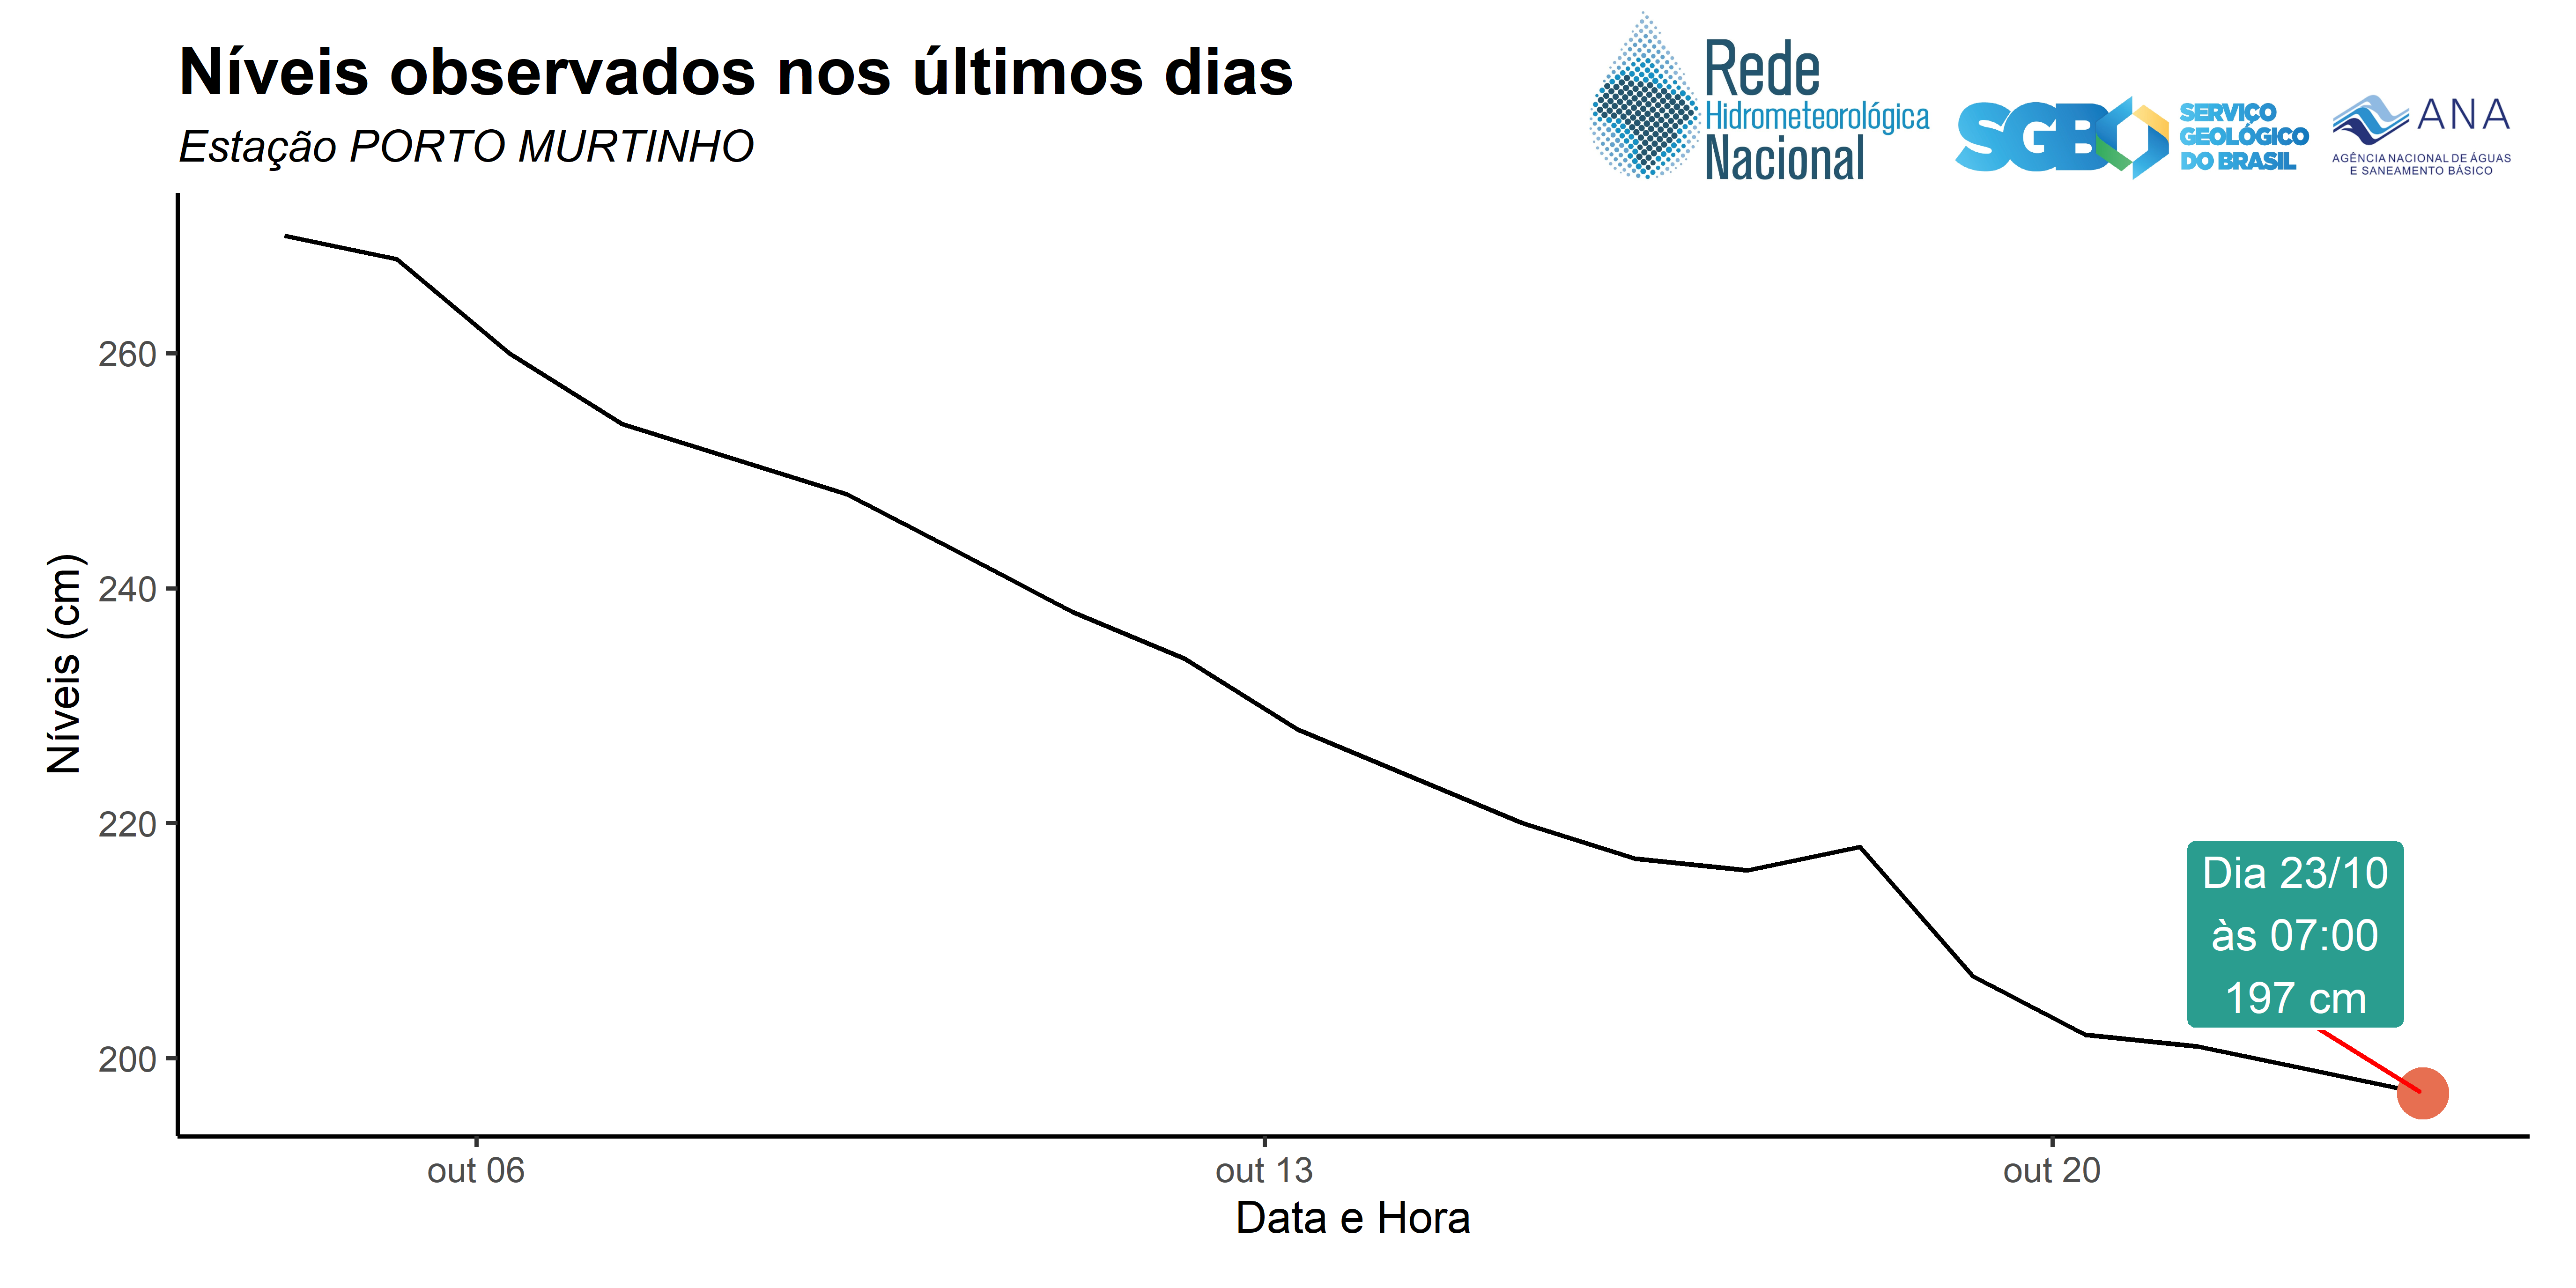 Níveis observados nos últimos dias
Estação PORTO MURTINHO
Rede
Hidrometeorológica
Nacional
SGB
SERVIÇO
GEOLÓGICO
DO BRASIL
ANA
AGÊNCIA NACIONAL DE ÁGUAS
E SANEAMENTO BÁSICO
Níveis (cm)
260
240
220
200
Dia 23/10
às 07:00
197 cm
out 06
out 13
out 20
Data e Hora